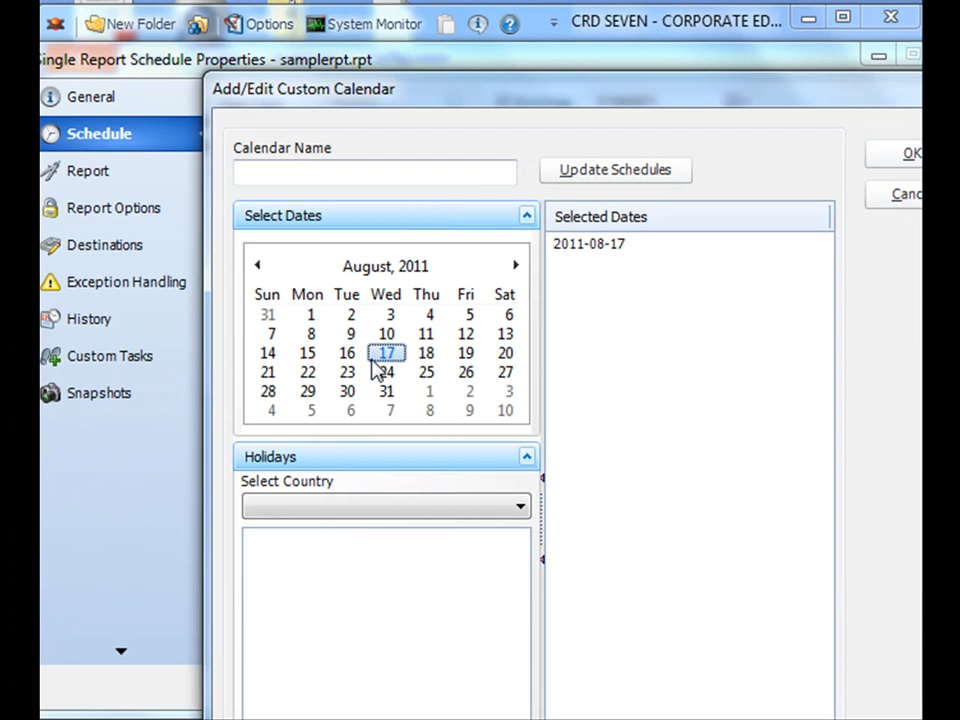 New Folder Options System Monitor CRD SEVEN - CORPORATE ED...
ingle Report Schedule Properties - samplerpt.rpt
Add/Edit Custom Calendar
General
Schedule
Report
Report Options
Destinations
Exception Handling
History
Custom Tasks
Snapshots
Calendar Name
Update Schedules
OK
Canc
Select Dates
August, 2011
Sun Mon Tue Wed Thu Fri Sat
31 1 2 3 4 5 6
7 8 9 10 11 12 13
14 15 16 17 18 19 20
21 22 23 24 25 26 27
28 29 30 31 1 2 3
4 5 6 7 8 9 10
Holidays
Select Country
Selected Dates
2011-08-17